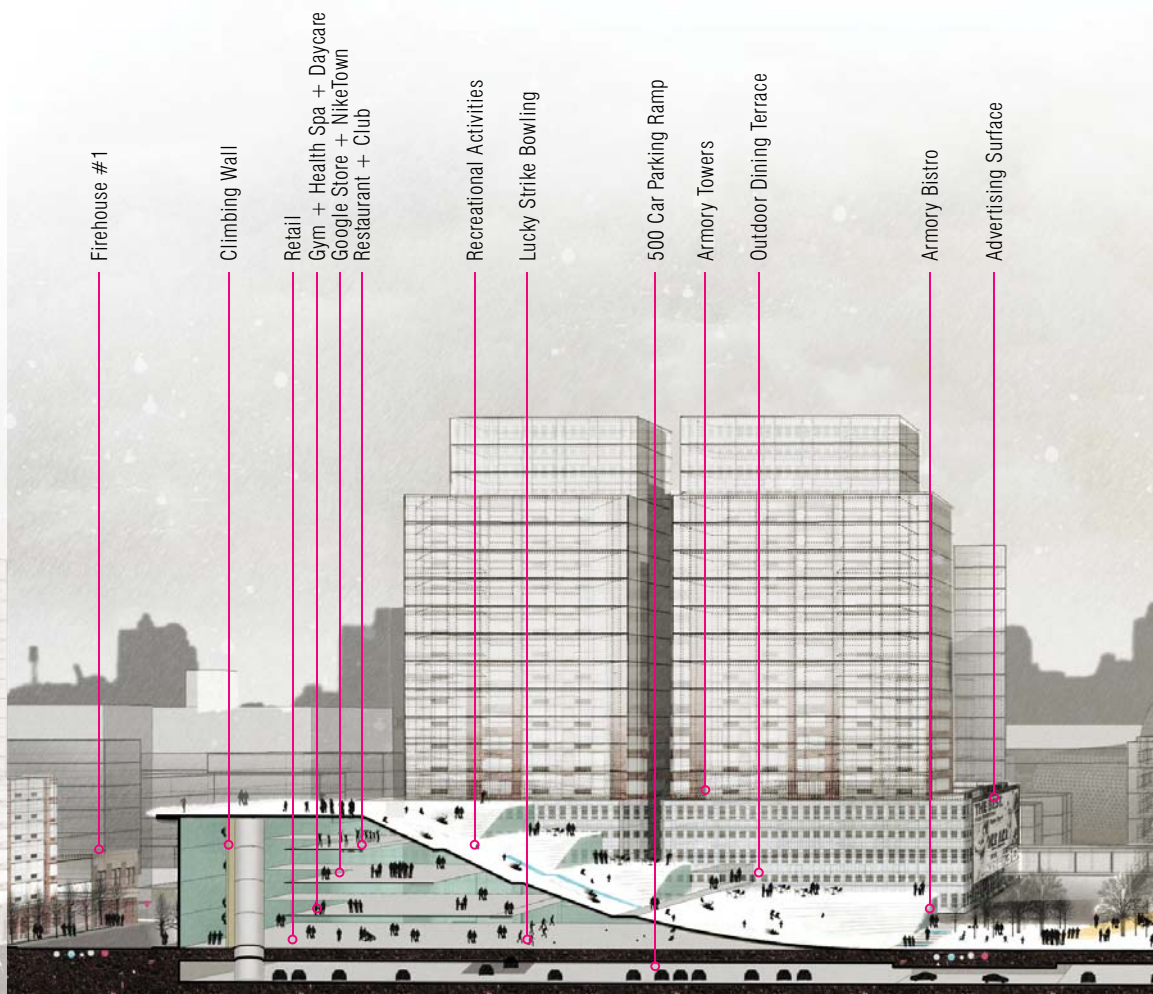 Firehouse #1
Climbing Wall
Retail
Gym + Health Spa + Daycare
Google Store + NikeTown
Restaurant + Club
Recreational Activities
Lucky Strike Bowling
500 Car Parking Ramp
Armory Towers
Outdoor Dining Terrace
Armory Bistro
Advertising Surface